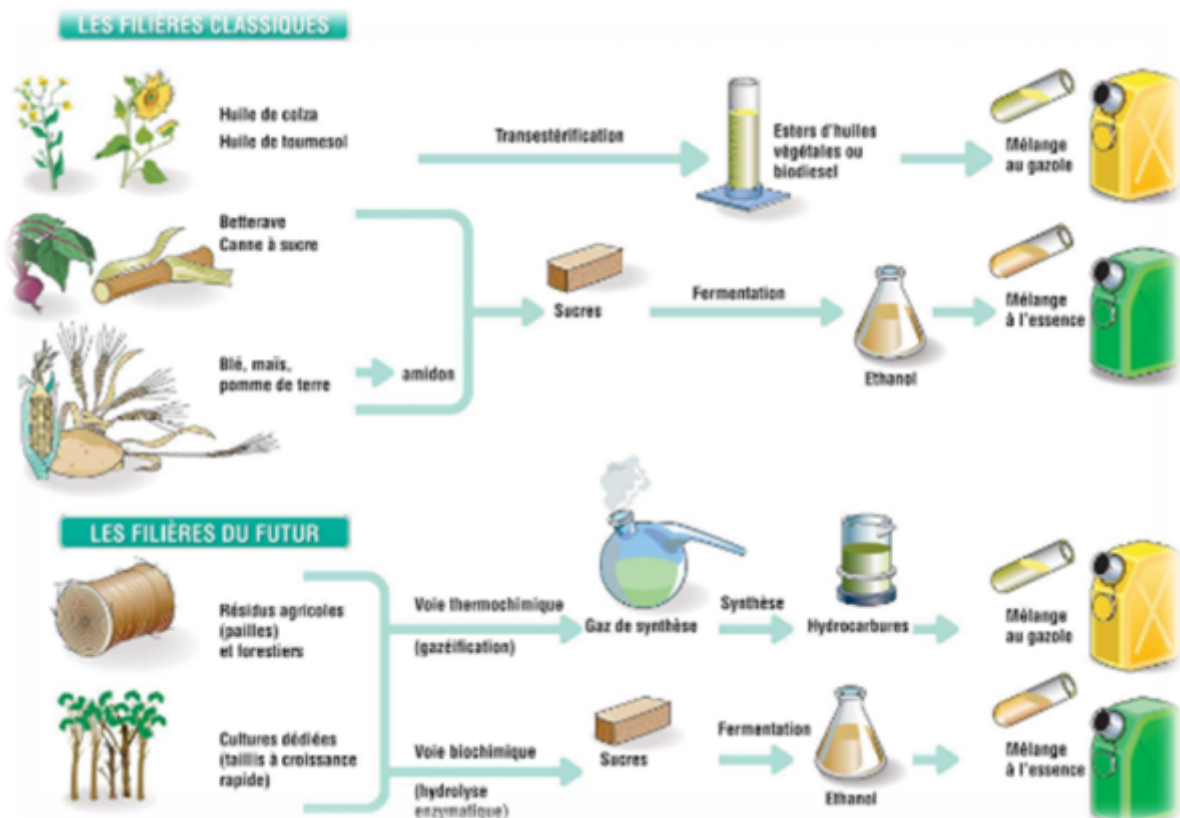 LES FILIÈRES CLASSIQUES
Huile de colza
Huile de tournesol
Transestérification
Esters d'huiles
végétales ou
biodiesel
Mélange
au gazole
Betterave
Canne à sucre
Sucres
Fermentation
Ethanol
Mélange
à l'essence
Blé, maïs,
pomme de terre
amidon
LES FILIÈRES DU FUTUR
Résidus agricoles
(pailles)
et forestiers
Voie thermochimique
(gazéification)
Gaz de synthèse
Synthèse
Hydrocarbures
Mélange
au gazole
Cultures dédiées
(taillis à croissance
rapide)
Voie biochimique
(hydrolyse
enzymatique)
Sucres
Fermentation
Ethanol
Mélange
à l'essence